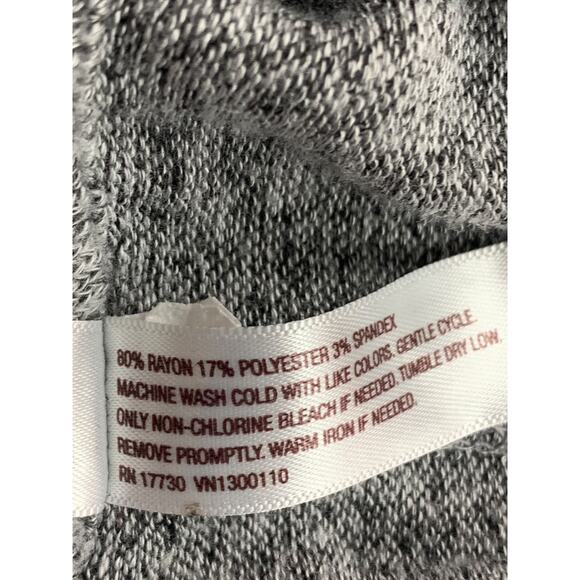 80% RAYON 17% POLYESTER 3% SPANDEX
MACHINE WASH COLD WITH LIKE COLORS. GENTLE CYCLE.
ONLY NON-CHLORINE BLEACH IF NEEDED. TUMBLE DRY LOW.
REMOVE PROMPTLY. WARM IRON IF NEEDED.
RN 17730 VN1300110